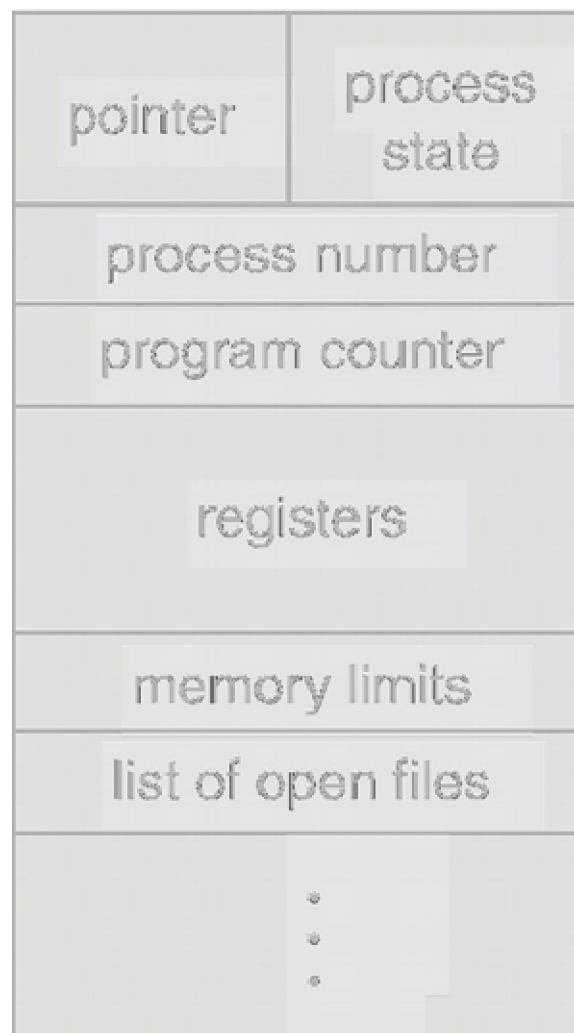 pointer
process
state
process number
program counter
registers
memory limits
list of open files